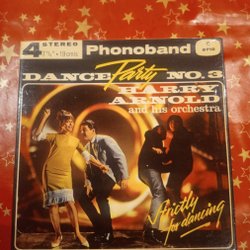 4 STEREO
Phonoband
DANCE Party NO. 3
HARRY
ARNOLD
and his orchestra
Strictly
for dancing